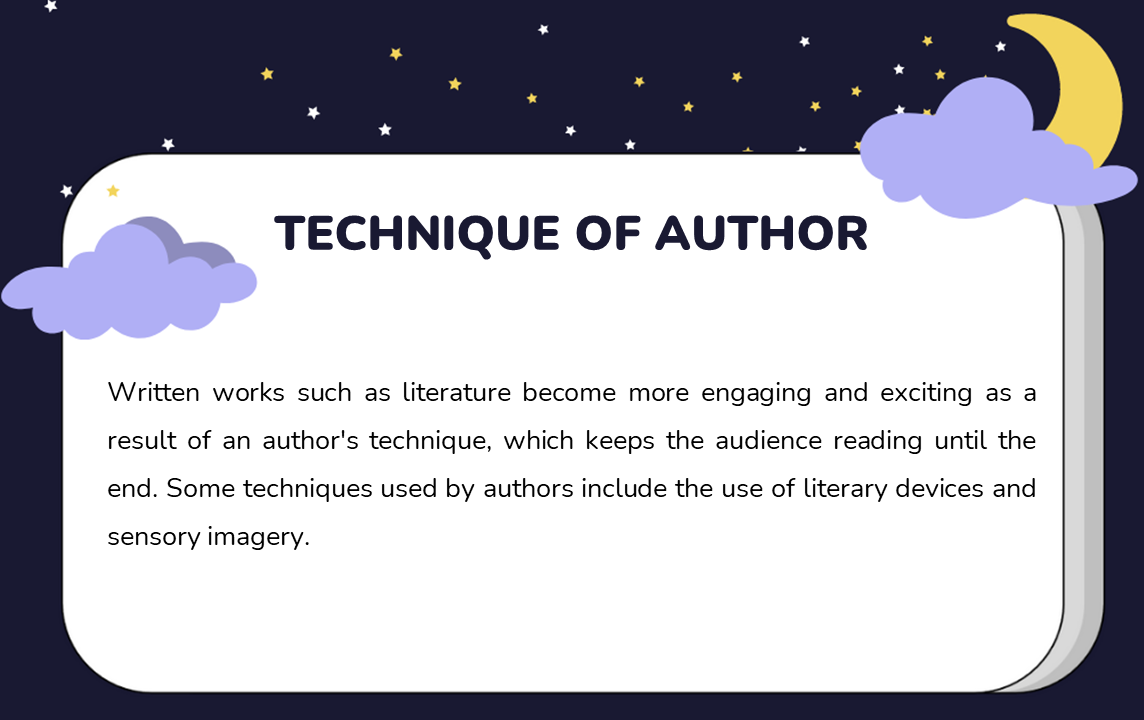 TECHNIQUE OF AUTHOR
Written works such as literature become more engaging and exciting as a
result of an author's technique, which keeps the audience reading until the
end. Some techniques used by authors include the use of literary devices and
sensory imagery.